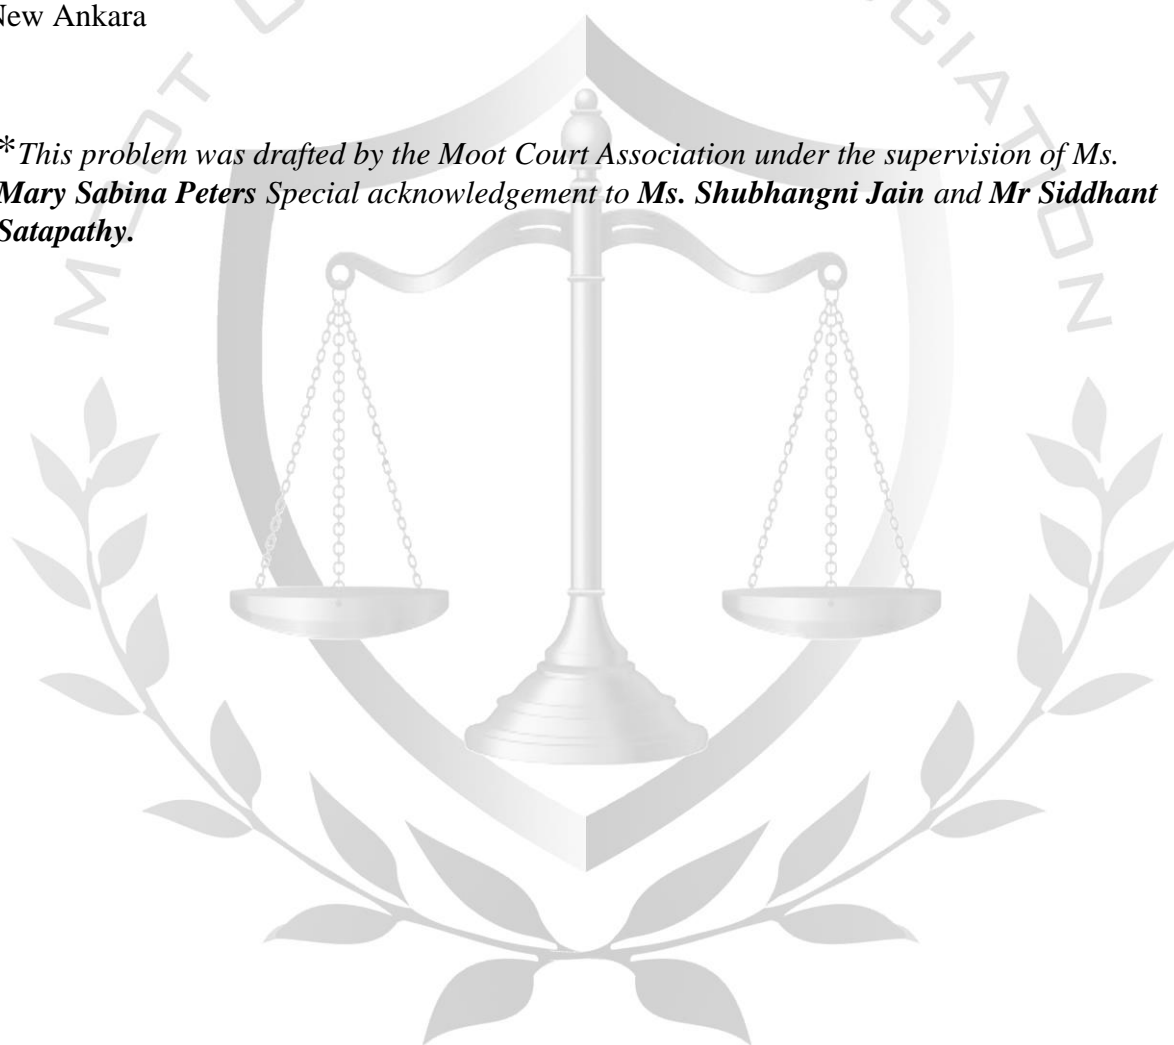 New Ankara
*This problem was drafted by the Moot Court Association under the supervision of Ms.
Mary Sabina Peters Special acknowledgement to Ms. Shubhangni Jain and Mr Siddhant
Satapathy.